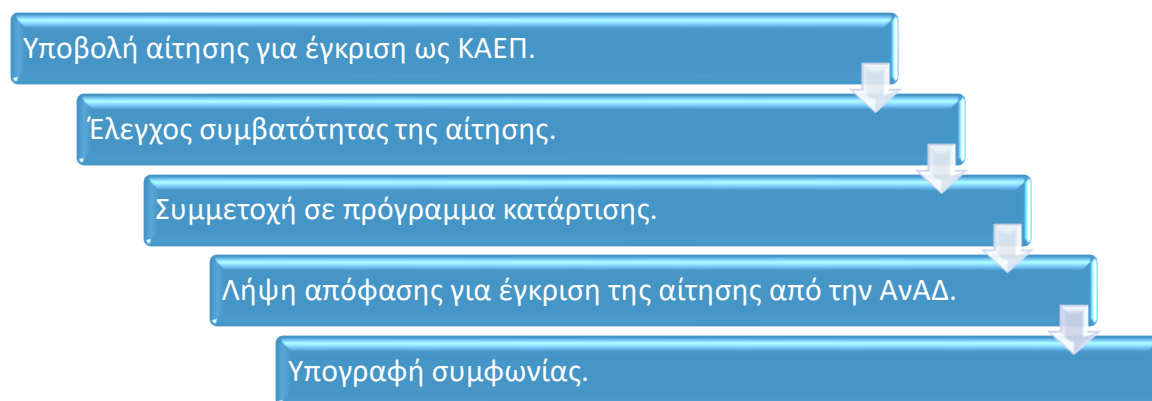 Υποβολή αίτησης για έγκριση ως ΚΑΕΠ.
Έλεγχος συμβατότητας της αίτησης.
Συμμετοχή σε πρόγραμμα κατάρτισης.
Λήψη απόφασης για έγκριση της αίτησης από την ΑνΑΔ.
Υπογραφή συμφωνίας.